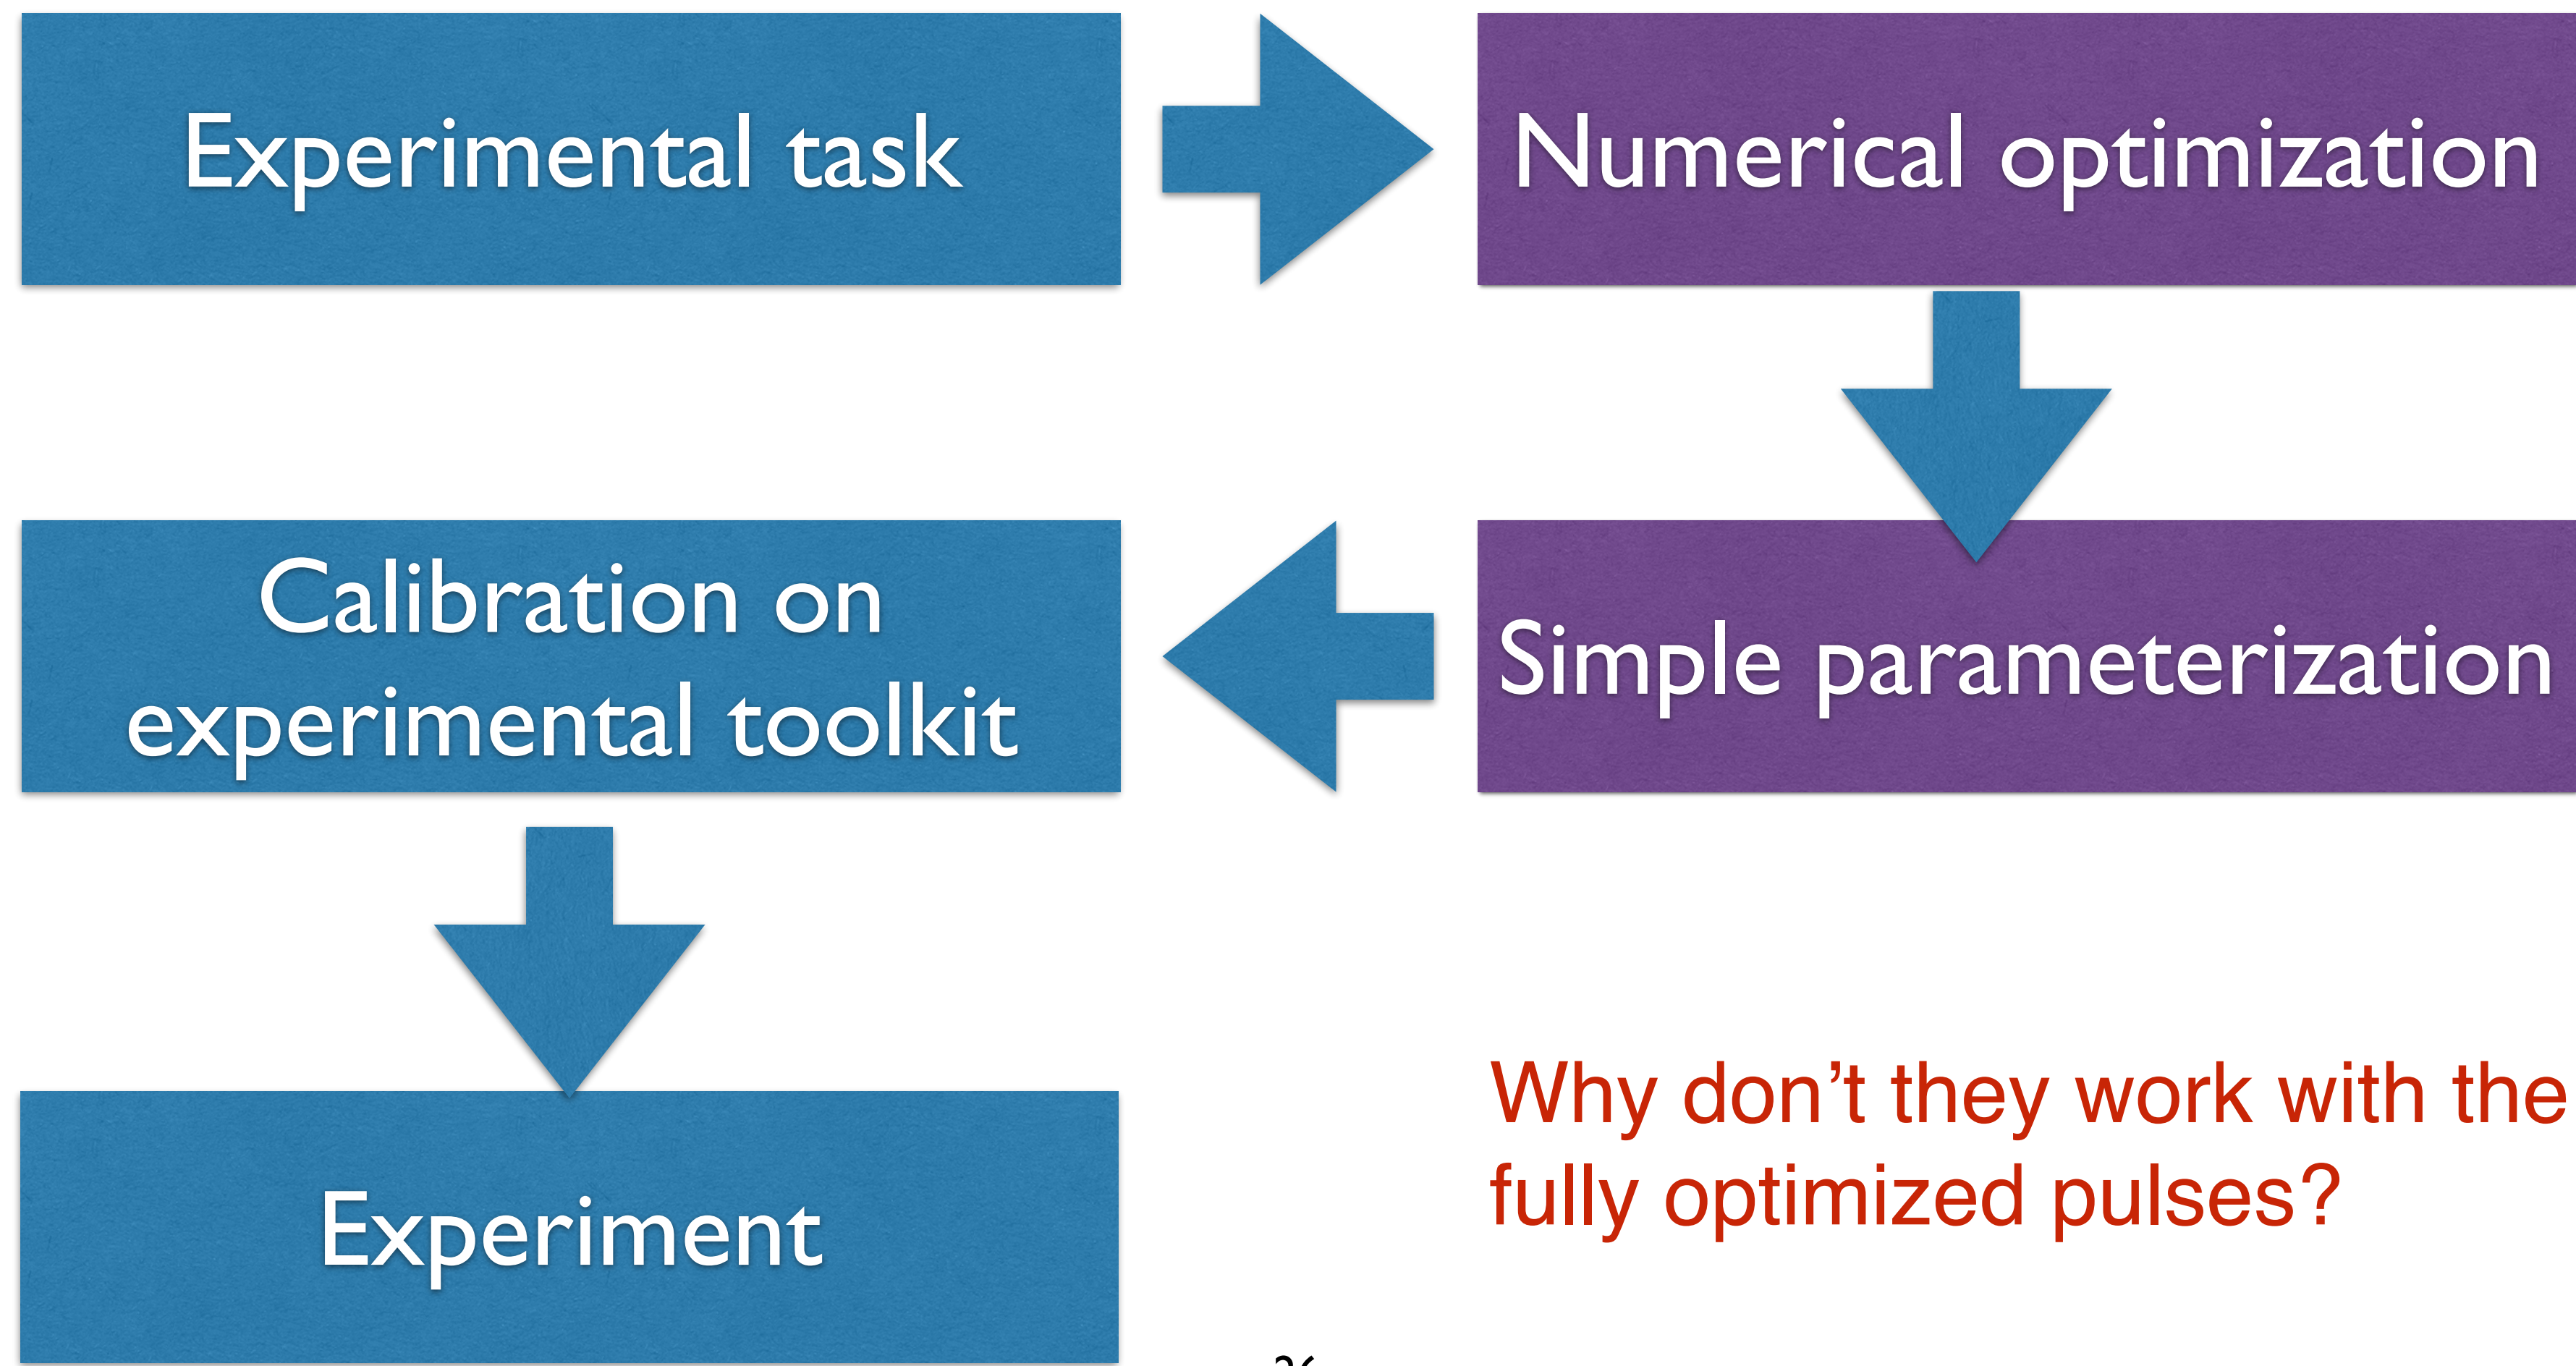 Experimental task
Numerical optimization
Calibration on
experimental toolkit
Simple parameterization
Experiment
Why don’t they work with the
fully optimized pulses?